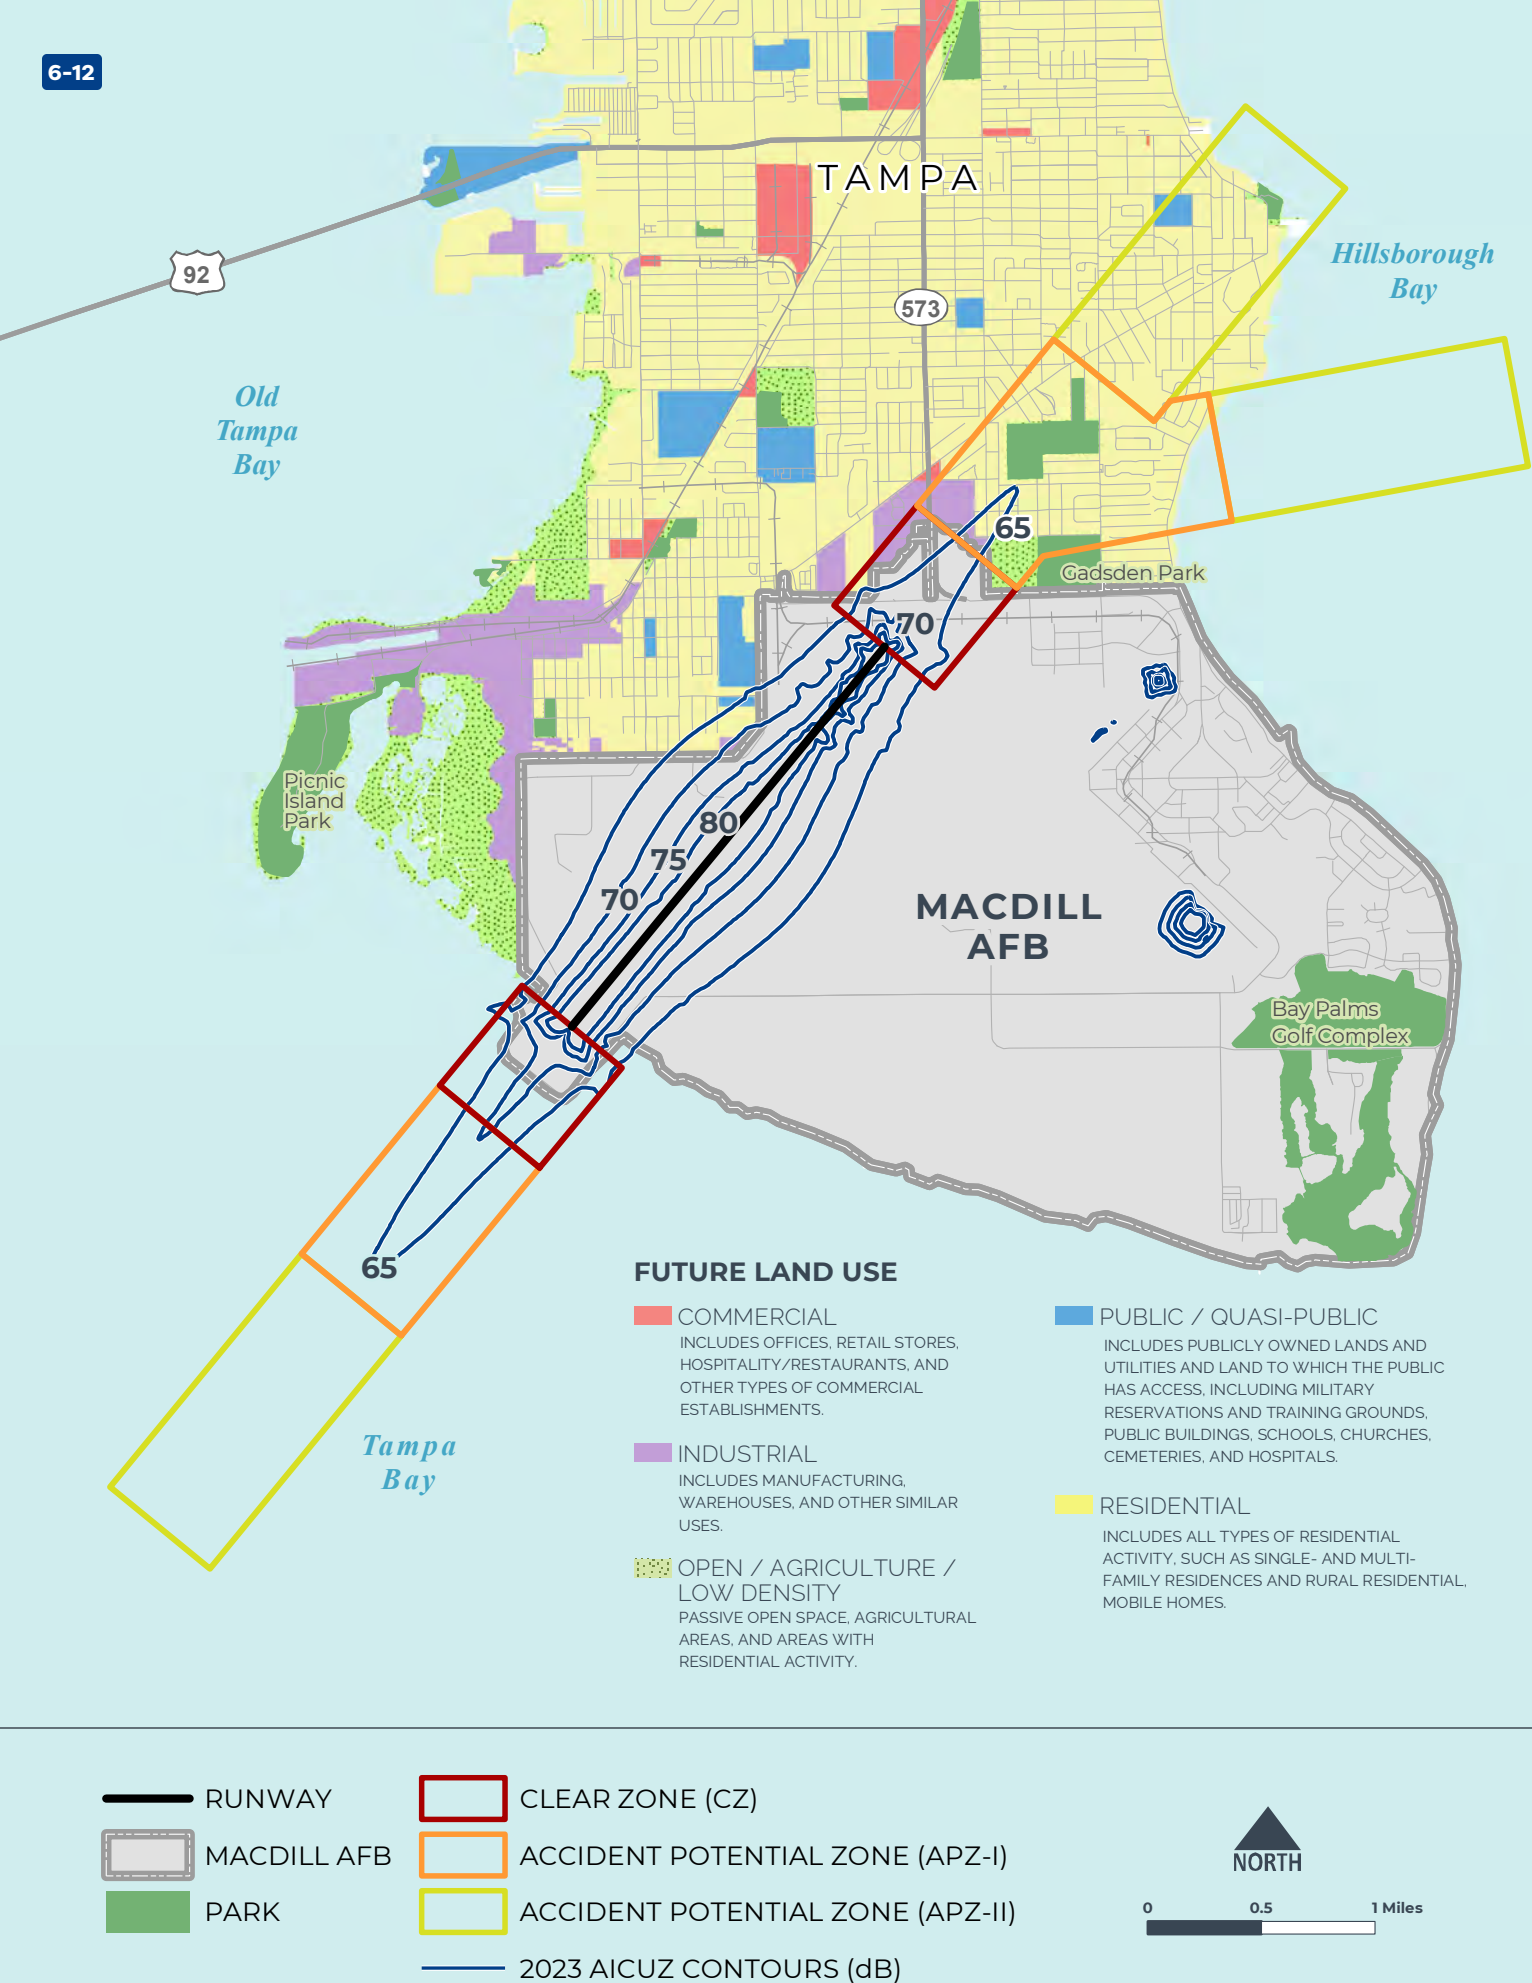 6-12
TAMPA
92
Hillsborough
Bay
573
Old
Tampa
Bay
65
Gadsden Park
70
Picnic
Island
Park
80
75
70
MACDILL
AFB
Bay Palms
Golf Complex
65
Tampa
Bay
FUTURE LAND USE
COMMERCIAL
INCLUDES OFFICES, RETAIL STORES,
HOSPITALITY/RESTAURANTS, AND
OTHER TYPES OF COMMERCIAL
ESTABLISHMENTS.
INDUSTRIAL
INCLUDES MANUFACTURING,
WAREHOUSES, AND OTHER SIMILAR
USES.
OPEN / AGRICULTURE /
LOW DENSITY
PASSIVE OPEN SPACE, AGRICULTURAL
AREAS, AND AREAS WITH
RESIDENTIAL ACTIVITY.
PUBLIC / QUASI-PUBLIC
INCLUDES PUBLICLY OWNED LANDS AND
UTILITIES AND LAND TO WHICH THE PUBLIC
HAS ACCESS, INCLUDING MILITARY
RESERVATIONS AND TRAINING GROUNDS,
PUBLIC BUILDINGS, SCHOOLS, CHURCHES,
CEMETERIES, AND HOSPITALS.
RESIDENTIAL
INCLUDES ALL TYPES OF RESIDENTIAL
ACTIVITY, SUCH AS SINGLE- AND MULTI-
FAMILY RESIDENCES AND RURAL RESIDENTIAL,
MOBILE HOMES.
RUNWAY
MACDILL AFB
PARK
CLEAR ZONE (CZ)
ACCIDENT POTENTIAL ZONE (APZ-I)
ACCIDENT POTENTIAL ZONE (APZ-II)
2023 AICUZ CONTOURS (dB)
NORTH
0 0.5 1 Miles